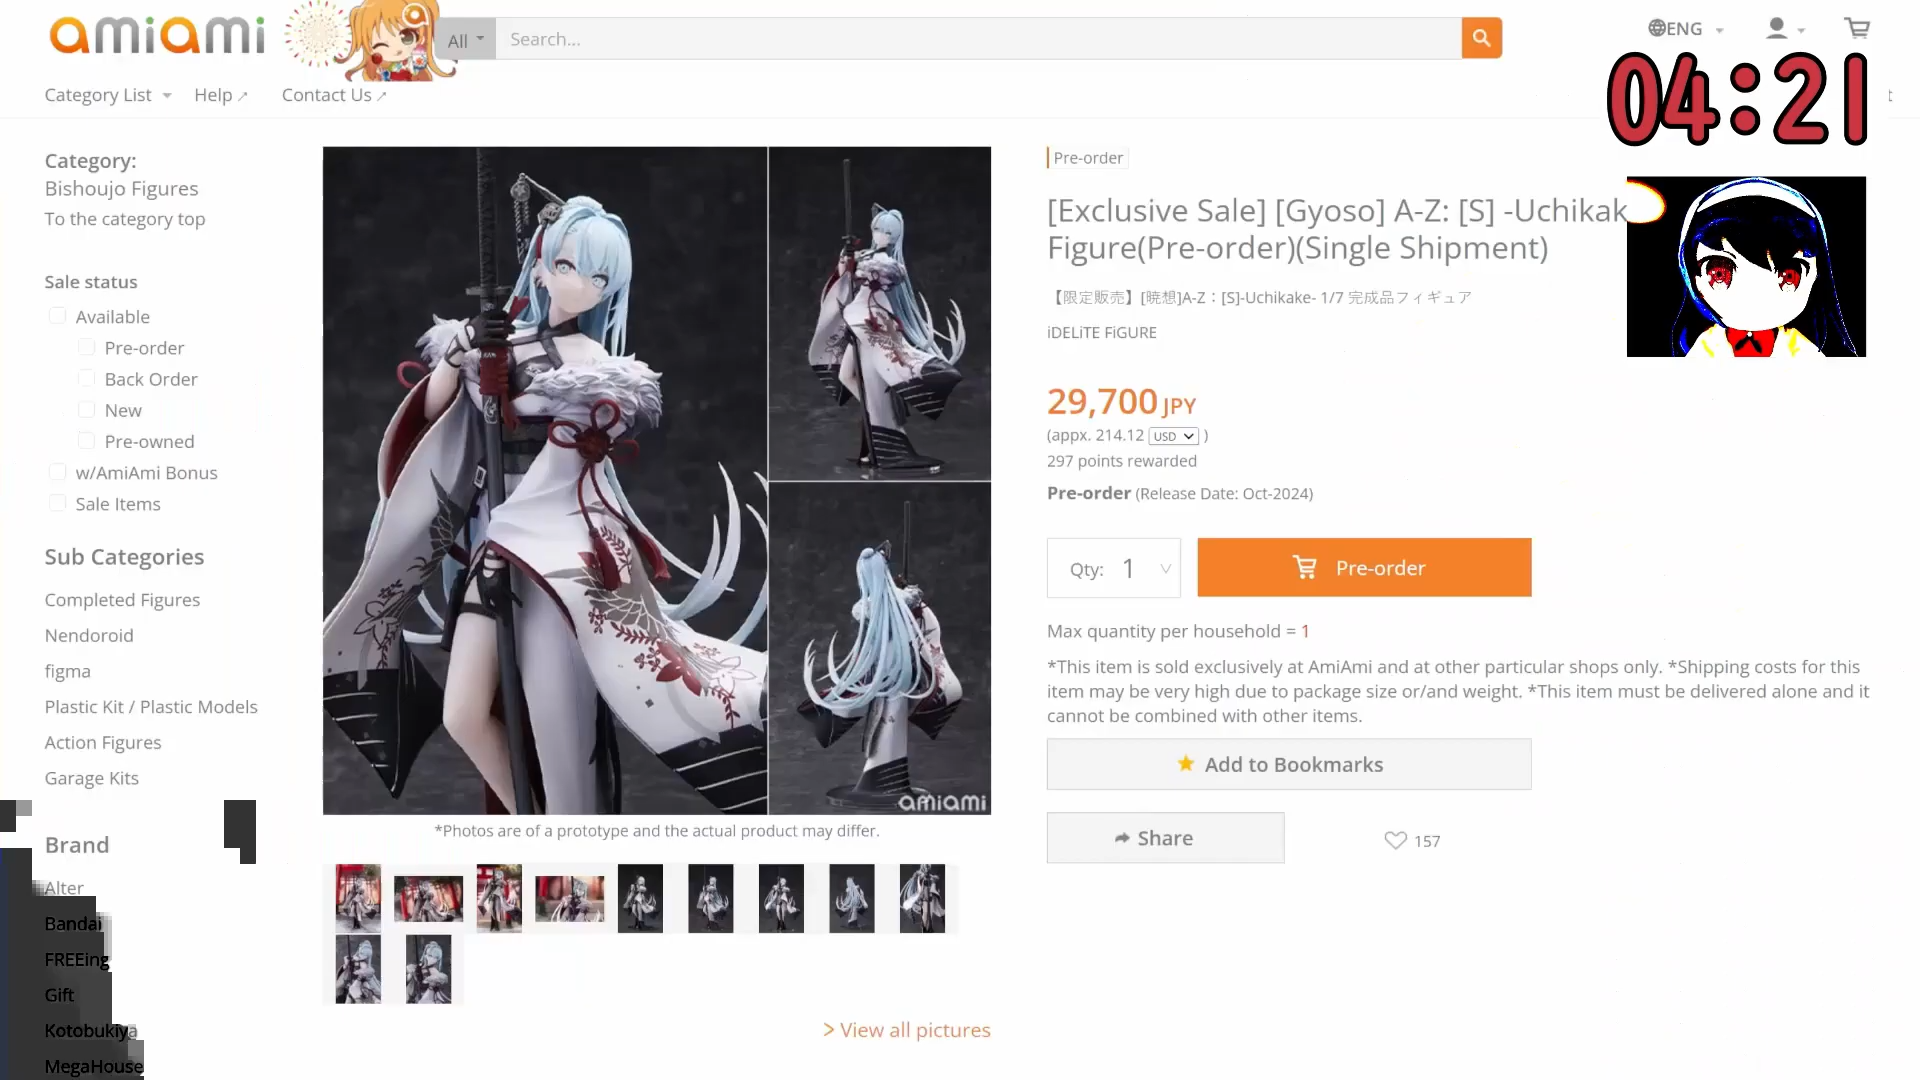 amiami
All
Search...
ENG
04:21
Category List
Help
Contact Us
Category:
Bishoujo Figures
To the category top
Sale status
Available
Pre-order
Back Order
New
Pre-owned
w/AmiAmi Bonus
Sale Items
Sub Categories
Completed Figures
Nendoroid
figma
Plastic Kit / Plastic Models
Action Figures
Garage Kits
Brand
Alter
Bandai
FREEing
Gift
Kotobukiya
MegaHouse
amiami
*Photos are of a prototype and the actual product may differ.
> View all pictures
Pre-order
[Exclusive Sale] [Gyoso] A-Z: [S] -Uchikak
Figure(Pre-order)(Single Shipment)
【限定販売】[暁想]A-Z：[S]-Uchikake- 1/7 完成品フィギュア
iDELiTE FiGURE
29,700 JPY
(appx. 214.12 USD )
297 points rewarded
Pre-order (Release Date: Oct-2024)
Qty: 1
Pre-order
Max quantity per household = 1
*This item is sold exclusively at AmiAmi and at other particular shops only. *Shipping costs for this
item may be very high due to package size or/and weight. *This item must be delivered alone and it
cannot be combined with other items.
Add to Bookmarks
Share
157